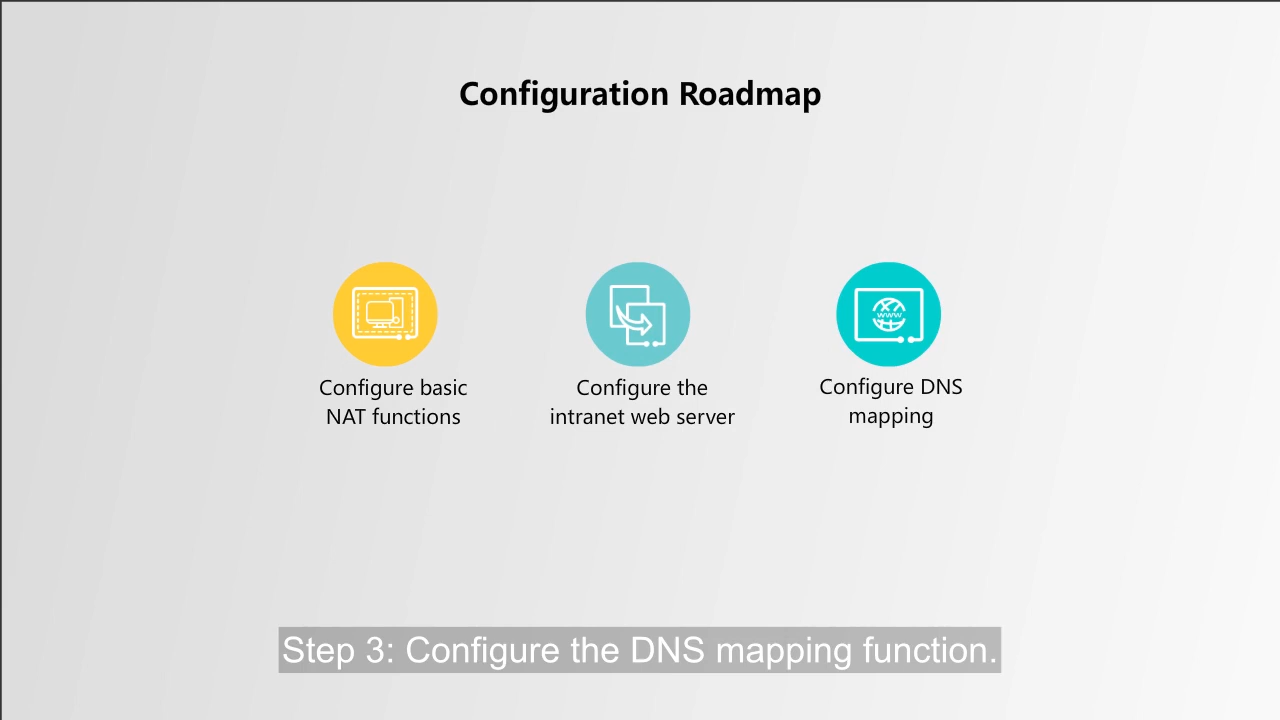 Configuration Roadmap
www
Configure basic
NAT functions
Configure the
intranet web server
Configure DNS
mapping
Step 3: Configure the DNS mapping function.